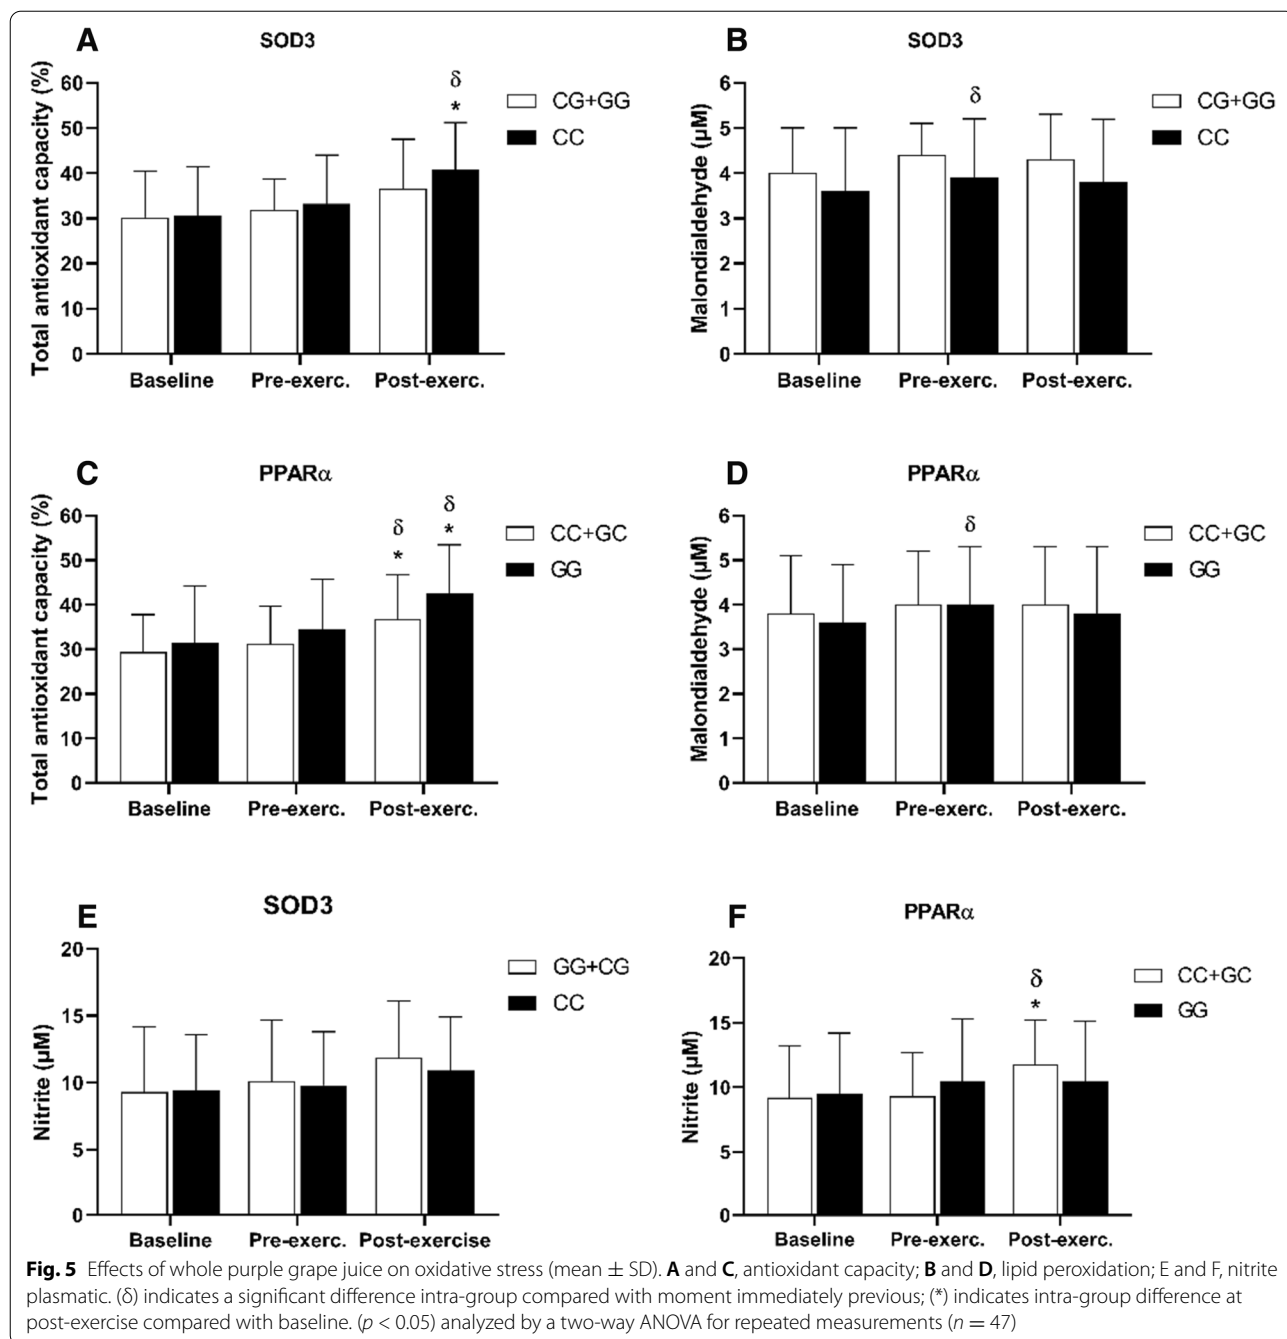 A
SOD3
Total antioxidant capacity (%)
60
50
40
30
20
10
0
δ
*
CG+GG
CC
Baseline Pre-exerc. Post-exerc.
B
SOD3
Malondialdehyde (µM)
6
5
4
3
2
1
0
δ
CG+GG
CC
Baseline Pre-exerc. Post-exerc.
C
PPARα
Total antioxidant capacity (%)
60
50
40
30
20
10
0
δ
*
δ
*
CC+GC
GG
Baseline Pre-exerc. Post-exerc.
D
PPARα
Malondialdehyde (µM)
6
5
4
3
2
1
0
δ
CC+GC
GG
Baseline Pre-exerc. Post-exerc.
E
SOD3
Nitrite (µM)
20
15
10
5
0
GG+CG
CC
Baseline Pre-exerc. Post-exercise
F
PPARα
Nitrite (µM)
20
15
10
5
0
δ
*
CC+GC
GG
Baseline Pre-exerc. Post-exerc.
Fig. 5 Effects of whole purple grape juice on oxidative stress (mean ± SD). A and C, antioxidant capacity; B and D, lipid peroxidation; E and F, nitrite
plasmatic. (δ) indicates a significant difference intra-group compared with moment immediately previous; (*) indicates intra-group difference at
post-exercise compared with baseline. (p < 0.05) analyzed by a two-way ANOVA for repeated measurements (n = 47)